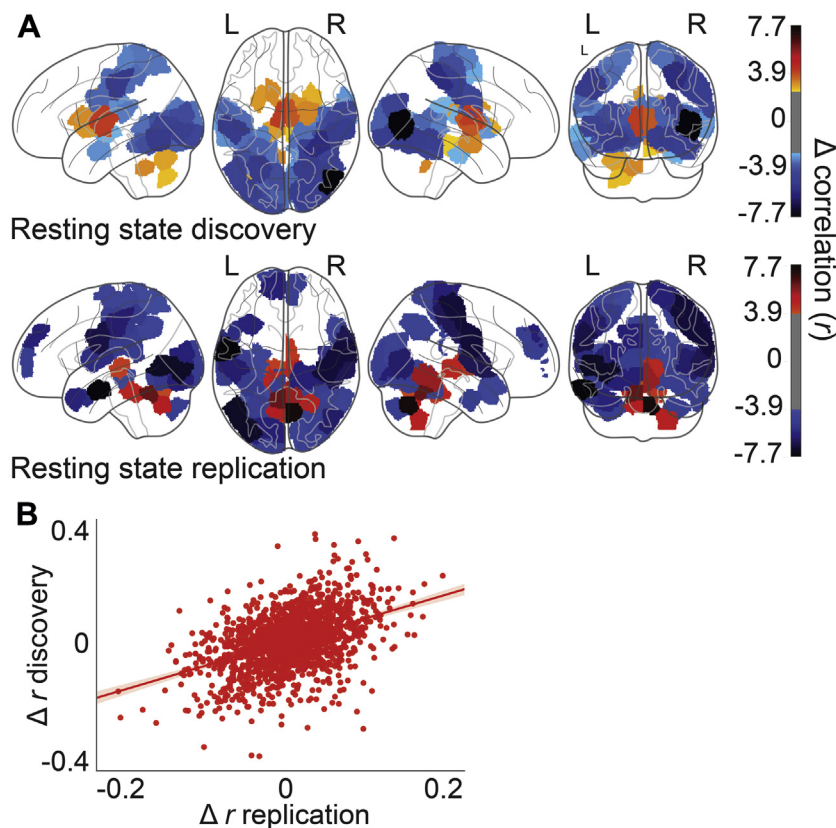 A
L R
L R
L
7.7
3.9
0
-3.9
-7.7
Resting state discovery
L R
L R
7.7
3.9
0
-3.9
-7.7
Δ correlation (r)
Resting state replication
B
0.4
0
-0.4
Δ r discovery
-0.2 0 0.2
Δ r replication